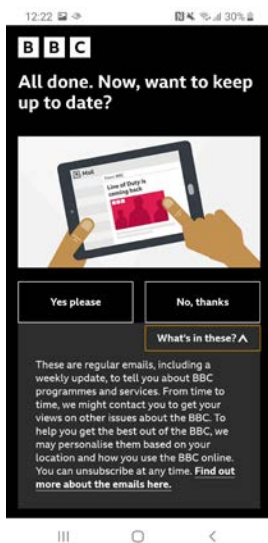 12:22 30%
BBC
All done. Now, want to keep
up to date?
Mail
Line of Duty is
coming back
Yes please
No, thanks
What's in these?
These are regular emails, including a
weekly update, to tell
you about BBC
programmes and services. From time to
time, we might contact you to get your
views on other issues about the BBC. To
help you get the best out of the BBC, we
may personalise them based on your
location and how you use the BBC online.
You can unsubscribe at any time. Find out
more about the emails here.